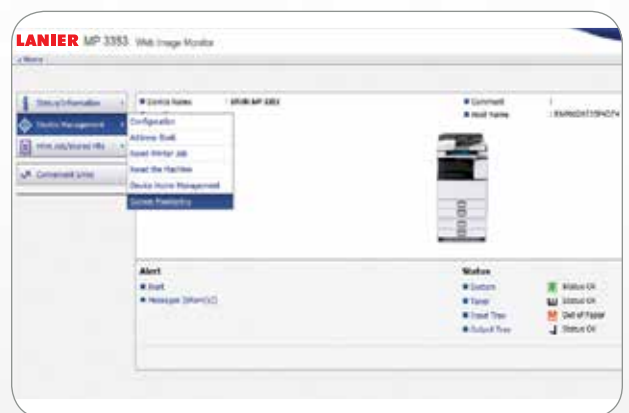 LANIER MP 3353 Web Image Monitor
Home
Status/Information
Device Name
Comment :
Device Management
Host Name
Configuration
Address Book
Print Job/Stored File
Reset Printer Job
Reset the Machine
Convenient Links
Device Home Management
Screen Monitoring
Alert
Status
Alert
System
Status OK
Messages (1item(s))
Toner
Status OK
Input Tray
Out of Paper
Output Tray
Status OK